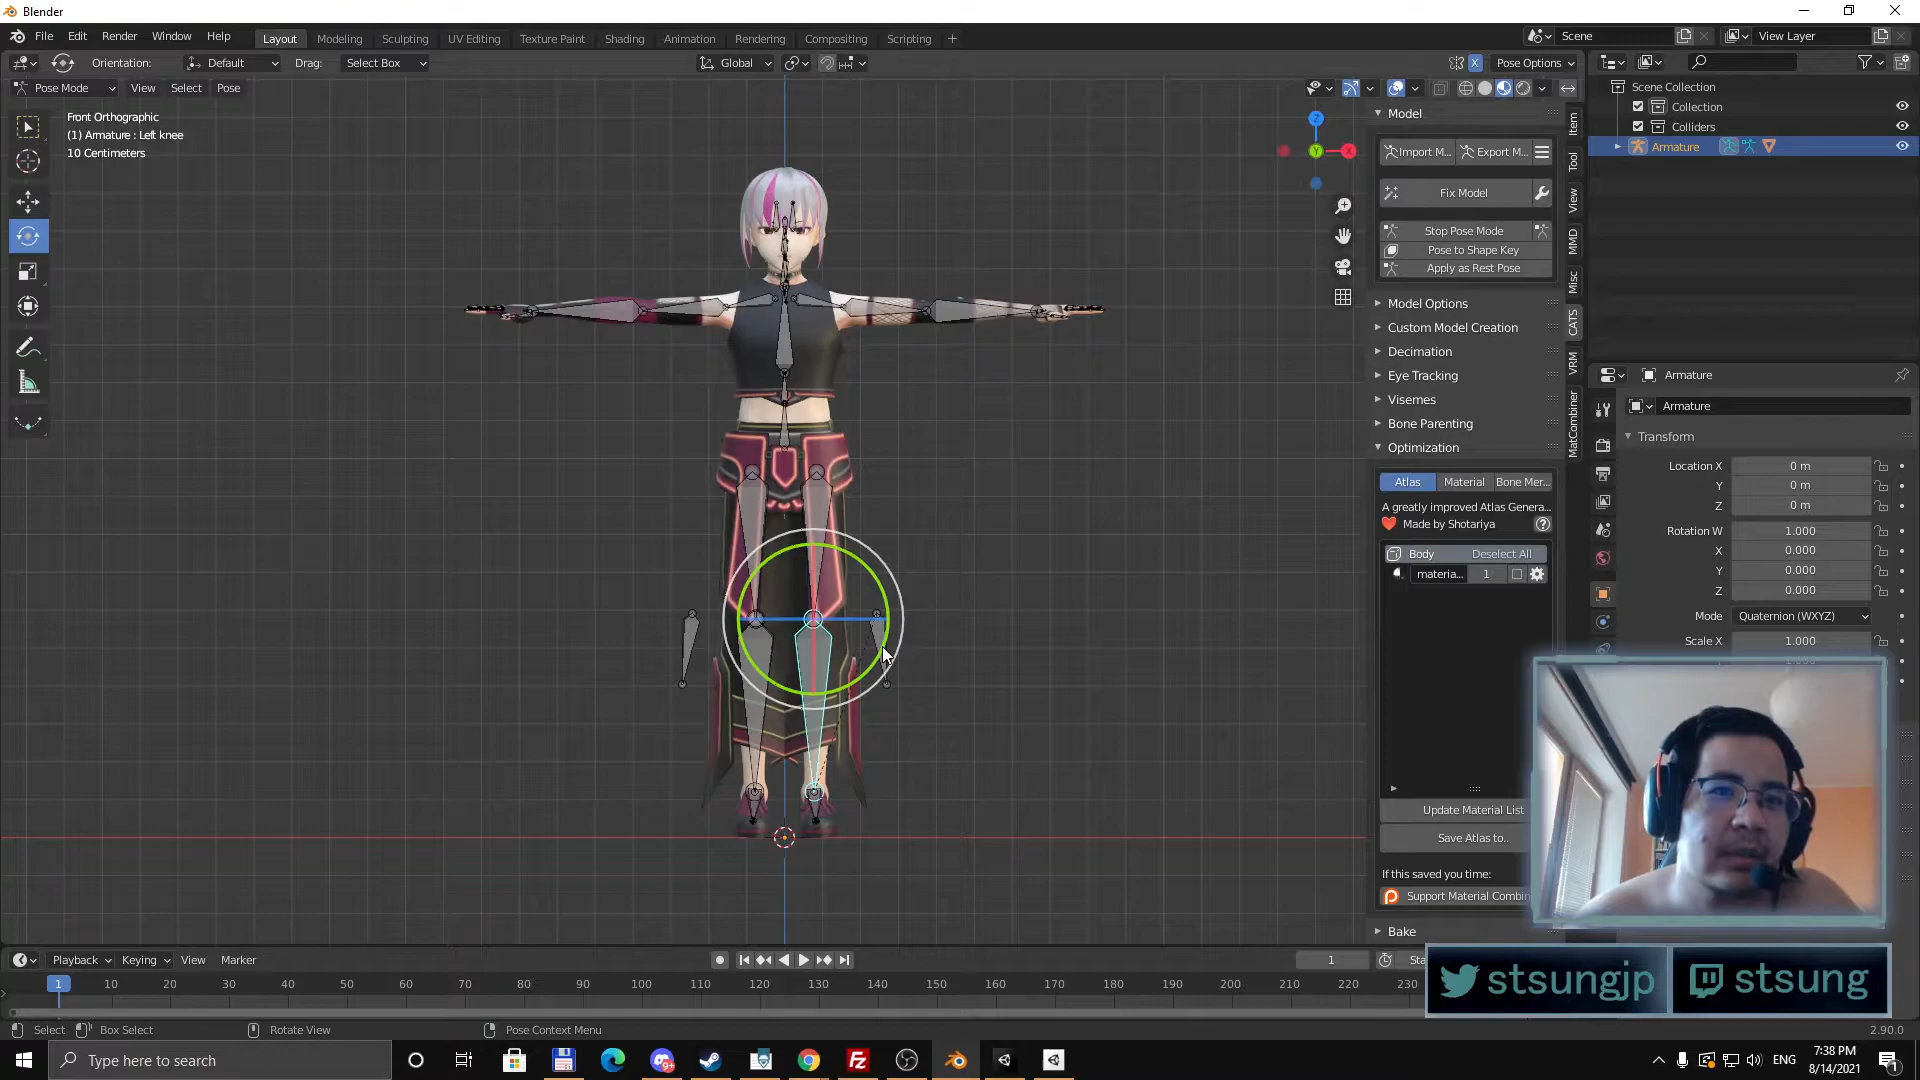 Blender
File Edit Render Window Help
Layout Modeling Sculpting UV Editing Texture Paint Shading Animation Rendering Compositing Scripting +
Scene
View Layer
Orientation: Default Drag: Select Box
Global
X Pose Options
Pose Mode View Select Pose
Front Orthographic
(1) Armature : Left knee
10 Centimeters
Z
Y
X
Model
Import M...
Export M...
Fix Model
Stop Pose Mode
Pose to Shape Key
Apply as Rest Pose
Model Options
Custom Model Creation
Decimation
Eye Tracking
Visemes
Bone Parenting
Optimization
Atlas Material Bone Mer...
A greatly improved Atlas Genera...
Made by Shotariya
Body Deselect All
materia... 1
Update Material List
Save Atlas to..
If this saved you time:
Support Material Combin
Bake
Item
Tool
View
MMD
Misc
CATS
VRM
MatCombiner
Scene Collection
Collection
Colliders
Armature
Armature
Armature
Transform
Location X 0 m
Y 0 m
Z 0 m
Rotation W 1.000
X 0.000
Y 0.000
Z 0.000
Mode Quaternion (WXYZ)
Scale X 1.000
Playback Keying View Marker
1
Sta
1 10 20 30 40 50 60 70 80 90 100 110 120 130 140 150 160 170 180 190 200 210 220 230
stsungjp
stsung
Select Box Select Rotate View Pose Context Menu
2.90.0
Type here to search
ENG
7:38 PM
8/14/2021